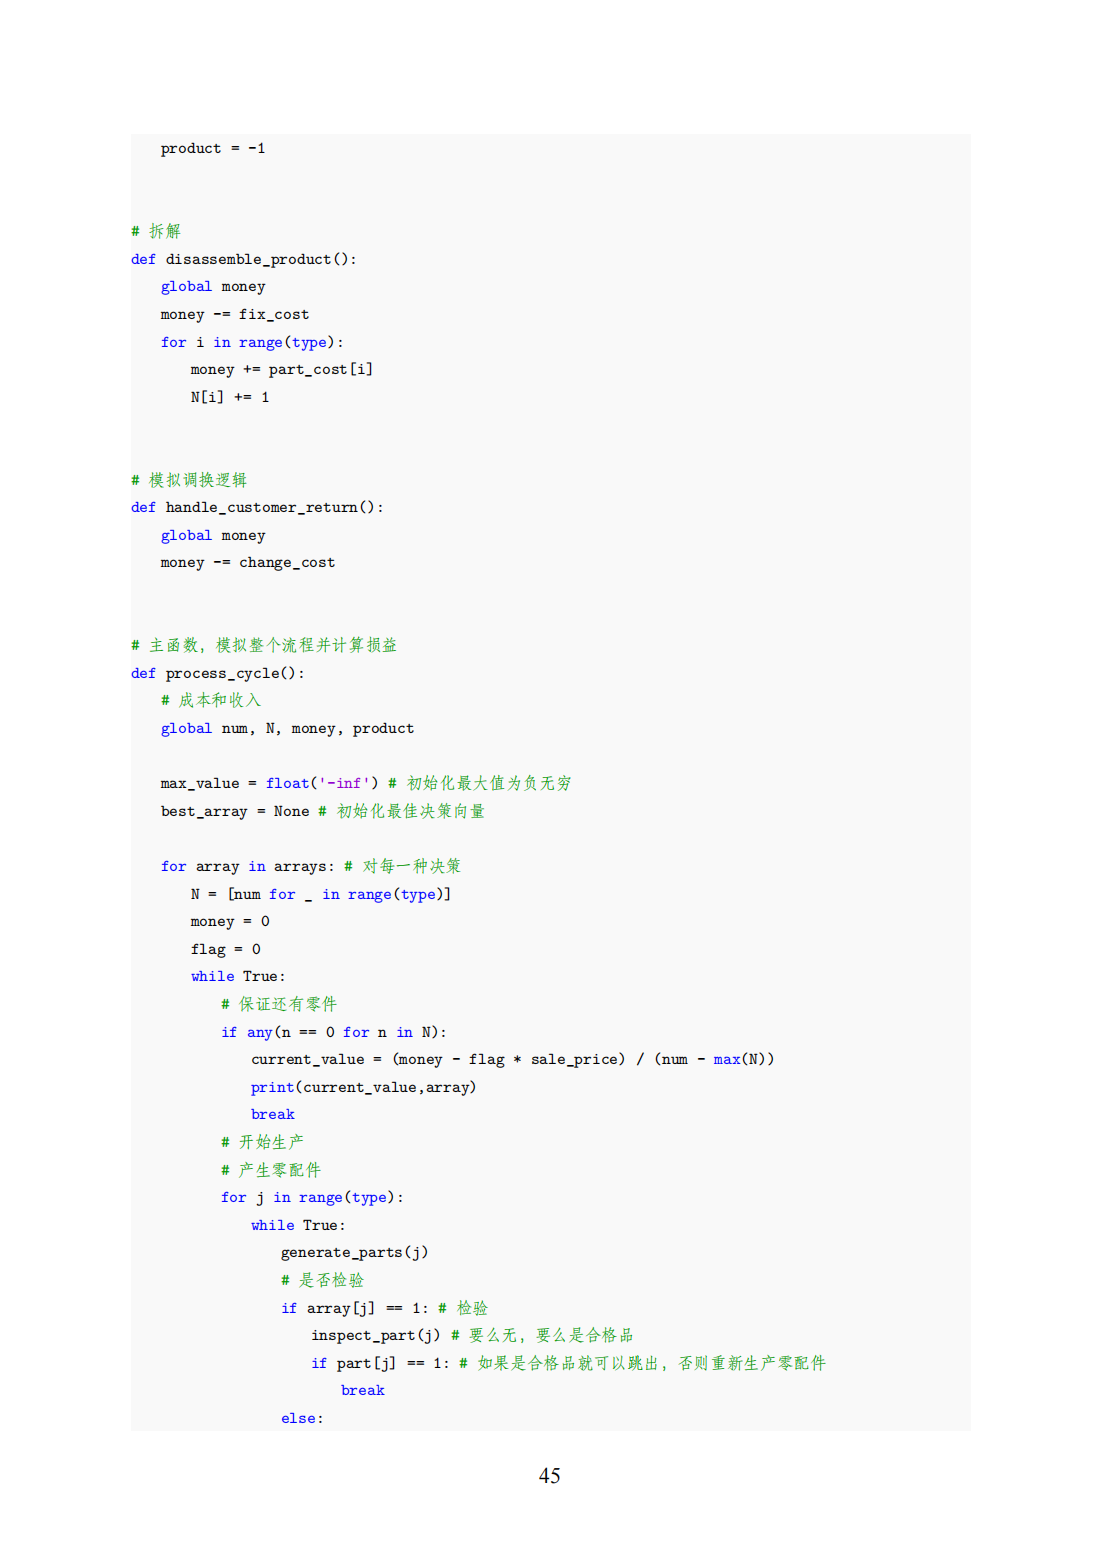 product = -1
# 拆解
def disassemble_product():
global money
money -= fix_cost
for i in range(type):
money += part_cost[i]
N[i] += 1
# 模拟调换逻辑
def handle_customer_return():
global money
money -= change_cost
# 主函数，模拟整个流程并计算损益
def process_cycle():
# 成本和收入
global num, N, money, product
max_value = float('-inf') # 初始化最大值为负无穷
best_array = None # 初始化最佳决策向量
for array in arrays: # 对每一种决策
N = [num for _ in range(type)]
money = 0
flag = 0
while True:
# 保证还有零件
if any(n == 0 for n in N):
current_value = (money - flag * sale_price) / (num - max(N))
print(current_value,array)
break
# 开始生产
# 产生零配件
for j in range(type):
while True:
generate_parts(j)
# 是否检验
if array[j] == 1: # 检验
inspect_part(j) # 要么无，要么是合格品
if part[j] == 1: # 如果是合格品就可以跳出，否则重新生产零配件
break
else:
45